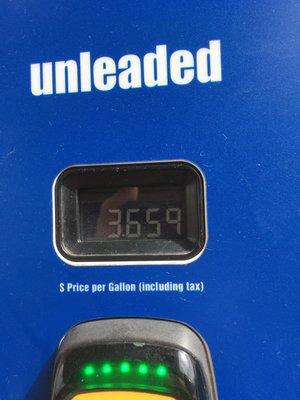 unleaded
3.659
$ Price per Gallon (including tax)